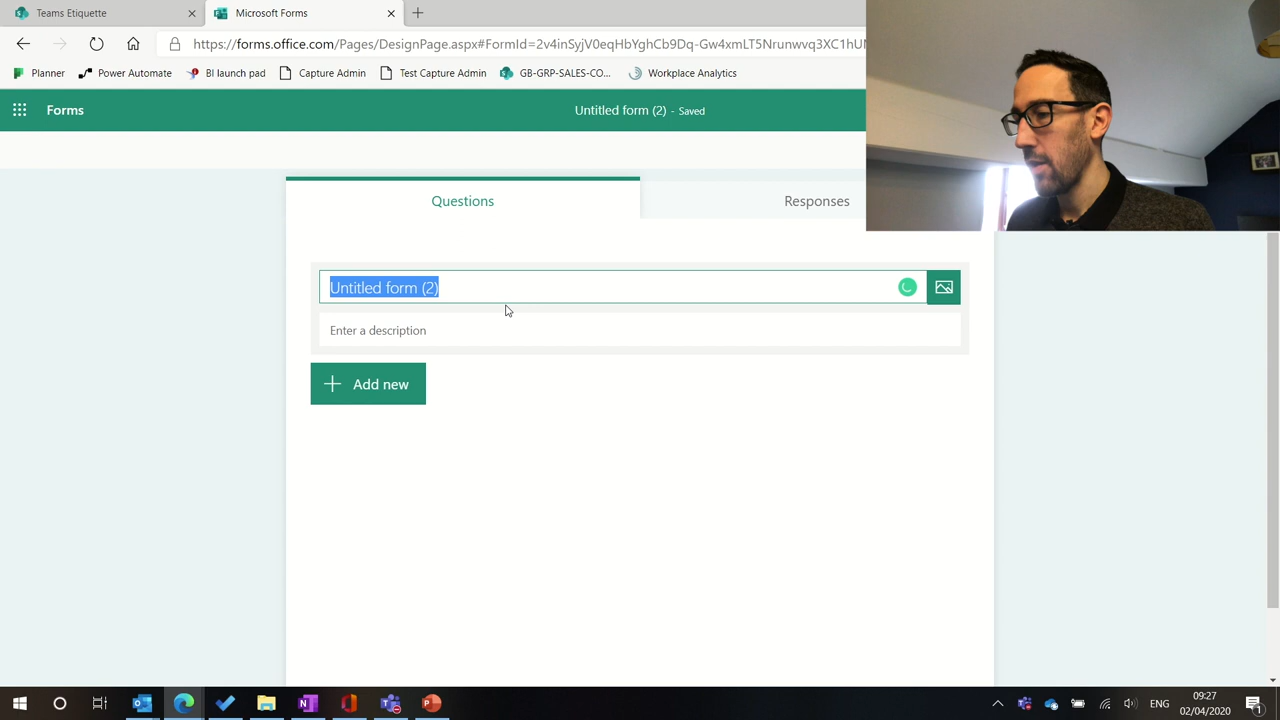 Teams Etiquette
Microsoft Forms
https://forms.office.com/Pages/DesignPage.aspx#FormId=2v4inSyjV0eqHbYghCb9Dq-Gw4xmLT5Nrunwvq3XC1hU
Planner Power Automate BI launch pad Capture Admin Test Capture Admin GB-GRP-SALES-CO... Workplace Analytics
Forms
Untitled form (2) - Saved
Questions
Responses
Untitled form (2)
Enter a description
Add new
ENG
09:27
02/04/2020
1